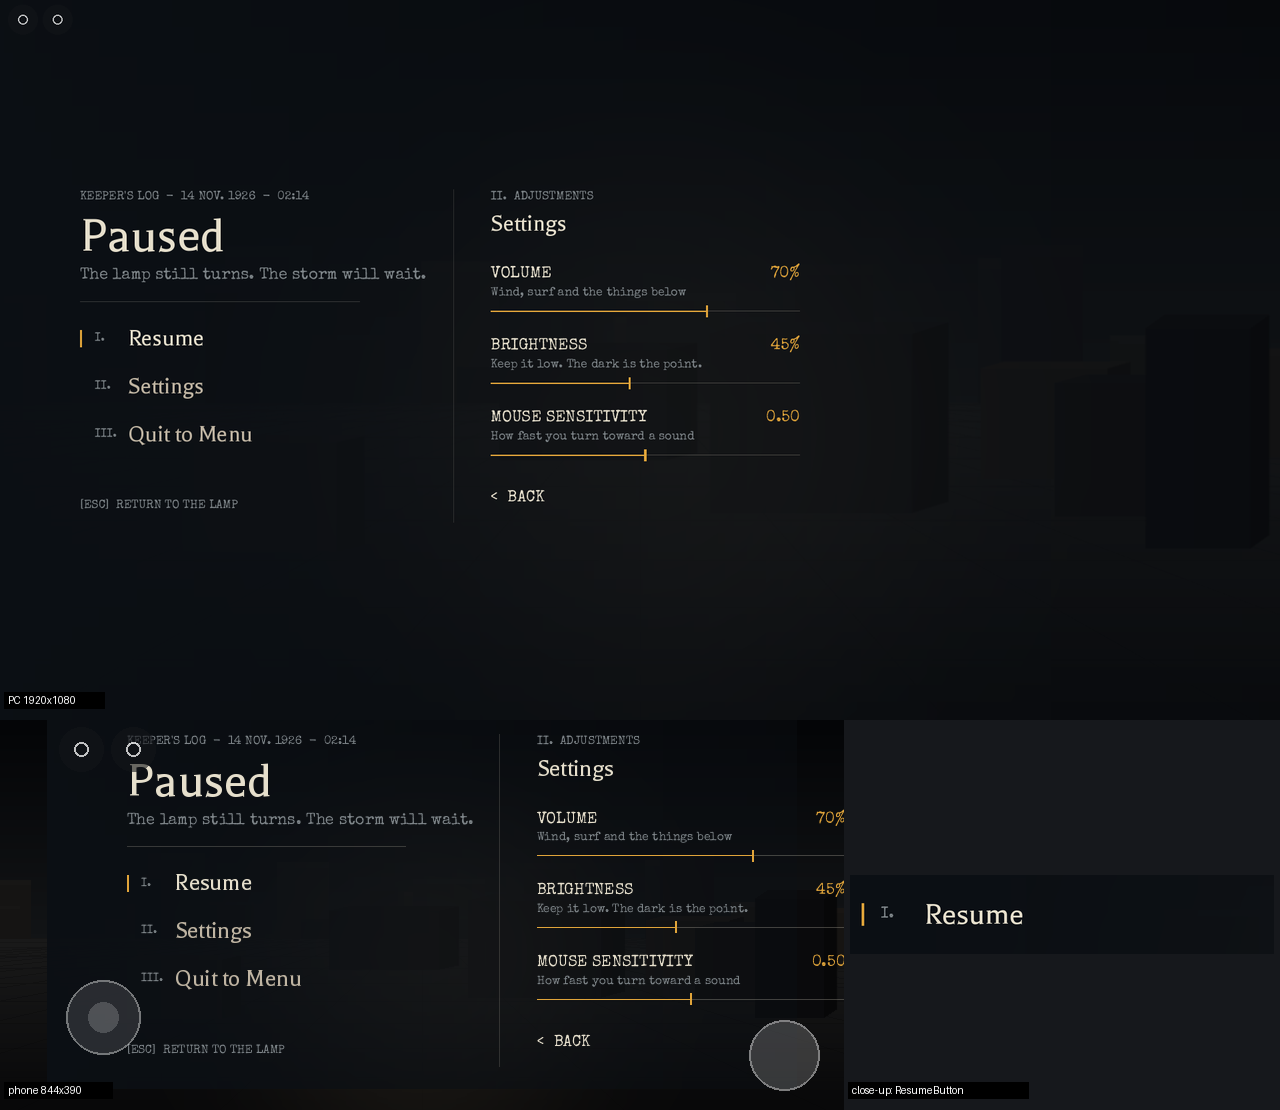 KEEPER'S LOG – 14 NOV. 1926 – 02:14
Paused
The lamp still turns. The storm will wait.
I. Resume
II. Settings
III. Quit to Menu
[ESC] RETURN TO THE LAMP
II. ADJUSTMENTS
Settings
VOLUME 70%
Wind, surf and the things below
BRIGHTNESS 45%
Keep it low. The dark is the point.
MOUSE SENSITIVITY 0.50
How fast you turn toward a sound
< BACK
PC 1920x1080
KEEPER'S LOG – 14 NOV. 1926 – 02:14
Paused
The lamp still turns. The storm will wait.
I. Resume
II. Settings
III. Quit to Menu
[ESC] RETURN TO THE LAMP
II. ADJUSTMENTS
Settings
VOLUME 70%
Wind, surf and the things below
BRIGHTNESS 45%
Keep it low. The dark is the point.
MOUSE SENSITIVITY 0.50
How fast you turn toward a sound
< BACK
phone 844x390
I. Resume
close-up: ResumeButton